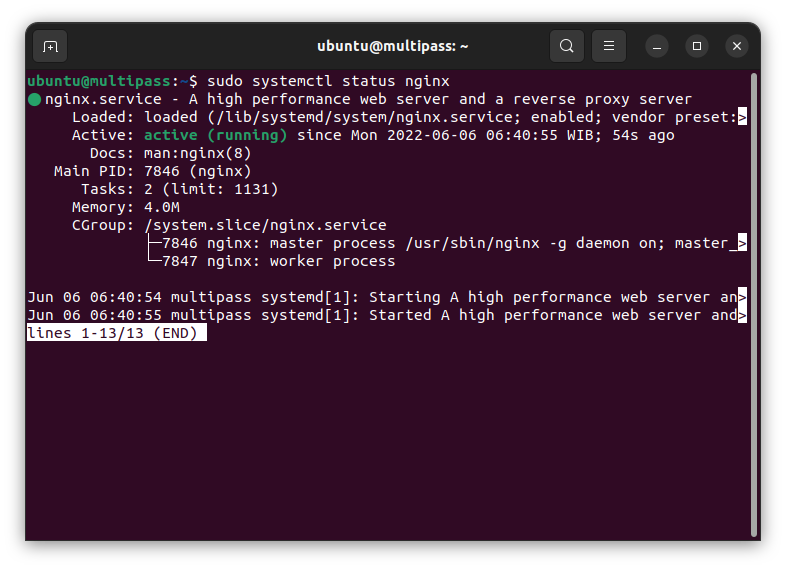 ubuntu@multipass: ~
ubuntu@multipass:~$ sudo systemctl status nginx
● nginx.service - A high performance web server and a reverse proxy server
     Loaded: loaded (/lib/systemd/system/nginx.service; enabled; vendor preset:>
     Active: active (running) since Mon 2022-06-06 06:40:55 WIB; 54s ago
       Docs: man:nginx(8)
   Main PID: 7846 (nginx)
      Tasks: 2 (limit: 1131)
     Memory: 4.0M
     CGroup: /system.slice/nginx.service
             ├─7846 nginx: master process /usr/sbin/nginx -g daemon on; master_>
             └─7847 nginx: worker process
Jun 06 06:40:54 multipass systemd[1]: Starting A high performance web server an>
Jun 06 06:40:55 multipass systemd[1]: Started A high performance web server and>
lines 1-13/13 (END)